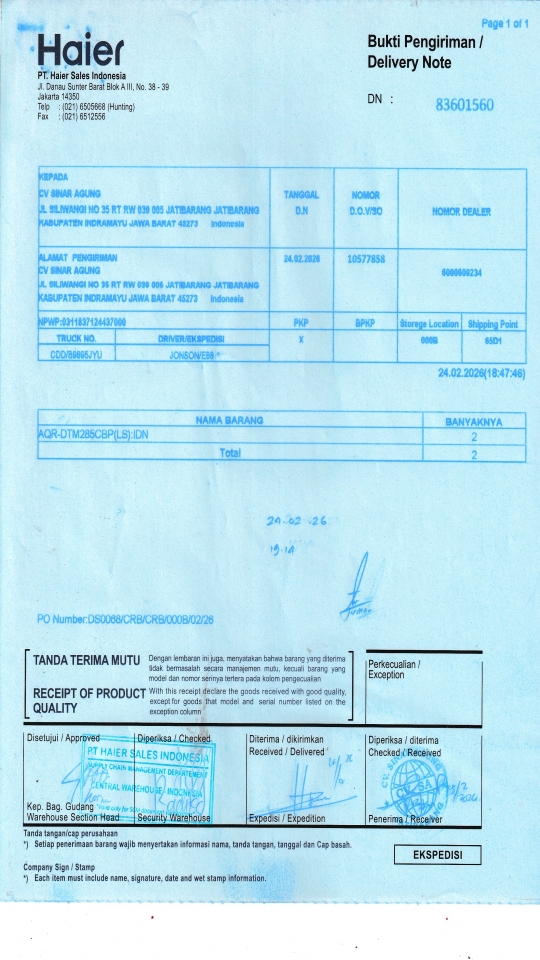 Page 1 of 1
Haier
Bukti Pengiriman /
Delivery Note
PT. Haier Sales Indonesia
Jl. Danau Sunter Barat Blok A III, No. 38 - 39
Jakarta 14350
Telp : (021) 6505668 (Hunting)
Fax : (021) 6512556
DN : 83601560
KEPADA
CV SINAR AGUNG
JL SILIWANGI NO 35 RT RW 039 005 JATIBARANG JATIBARANG
KABUPATEN INDRAMAYU JAWA BARAT 45273 Indonesia
TANGGAL
D.N
NOMOR
D.O./SO
NOMOR DEALER
ALAMAT PENGIRIMAN
CV SINAR AGUNG
JL SILIWANGI NO 35 RT RW 039 005 JATIBARANG JATIBARANG
KABUPATEN INDRAMAYU JAWA BARAT 45273 Indonesia
24.02.2026
10577858
6000600234
NPWP:0311837124437000
PKP
BPKP
Storege Location
Shipping Point
TRUCK NO.
DRIVER/EKSPEDISI
X
000B
65D1
JONSON/E88 *
24.02.2026(18:47:46)
NAMA BARANG
BANYAKNYA
AQR-DTM285CBP(LS):IDN
2
Total
2
24.02.26
19.14
PO Number:DS0068/CRB/CRB/000B/02/26
TANDA TERIMA MUTU
Dengan lembaran ini juga, menyatakan bahwa barang yang diterima
tidak bermasalah secara manajemen mutu, kecuali barang yang
model dan nomor serinya tertera pada kolom pengecualian
RECEIPT OF PRODUCT
QUALITY
With this receipt declare the goods received with good quality,
except for goods that model and serial number listed on the
exception column
Perkecualian /
Exception
Disetujui / Approved
Diperiksa / Checked
Diterima / dikirimkan
Received / Delivered
Diperiksa / diterima
Checked / Received
PT HAIER SALES INDONESIA
SUPPLY CHAIN MANAGEMENT DEPARTEMENT
CENTRAL WAREHOUSE - INDONESIA
Kep. Bag. Gudang
Warehouse Section Head
Security Warehouse
Expedisi / Expedition
Penerima / Receiver
Tanda tangan/cap perusahaan
*) Setiap penerimaan barang wajib menyertakan informasi nama, tanda tangan, tanggal dan Cap basah.
EKSPEDISI
Company Sign / Stamp
*) Each item must include name, signature, date and wet stamp information.